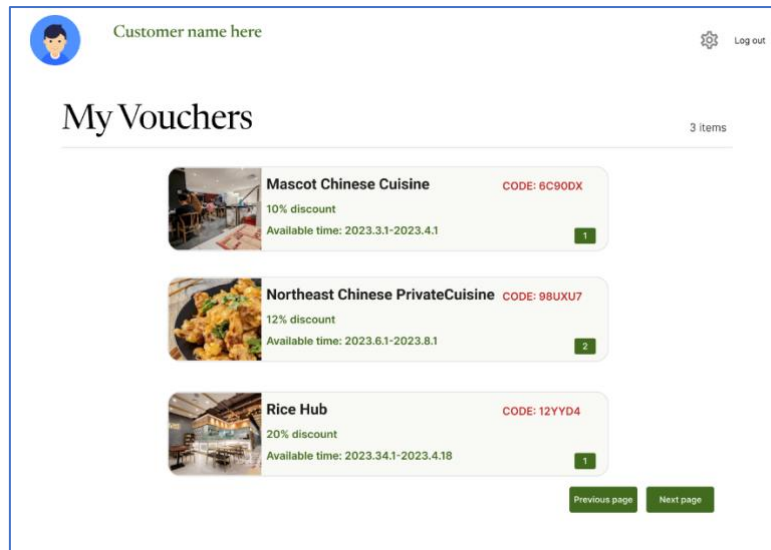 Customer name here
Log out
My Vouchers
3 items
Mascot Chinese Cuisine
CODE: 6C90DX
10% discount
Available time: 2023.3.1-2023.4.1
1
Northeast Chinese PrivateCuisine
CODE: 98UXU7
12% discount
Available time: 2023.6.1-2023.8.1
2
Rice Hub
CODE: 12YYD4
20% discount
Available time: 2023.34.1-2023.4.18
1
Previous page
Next page